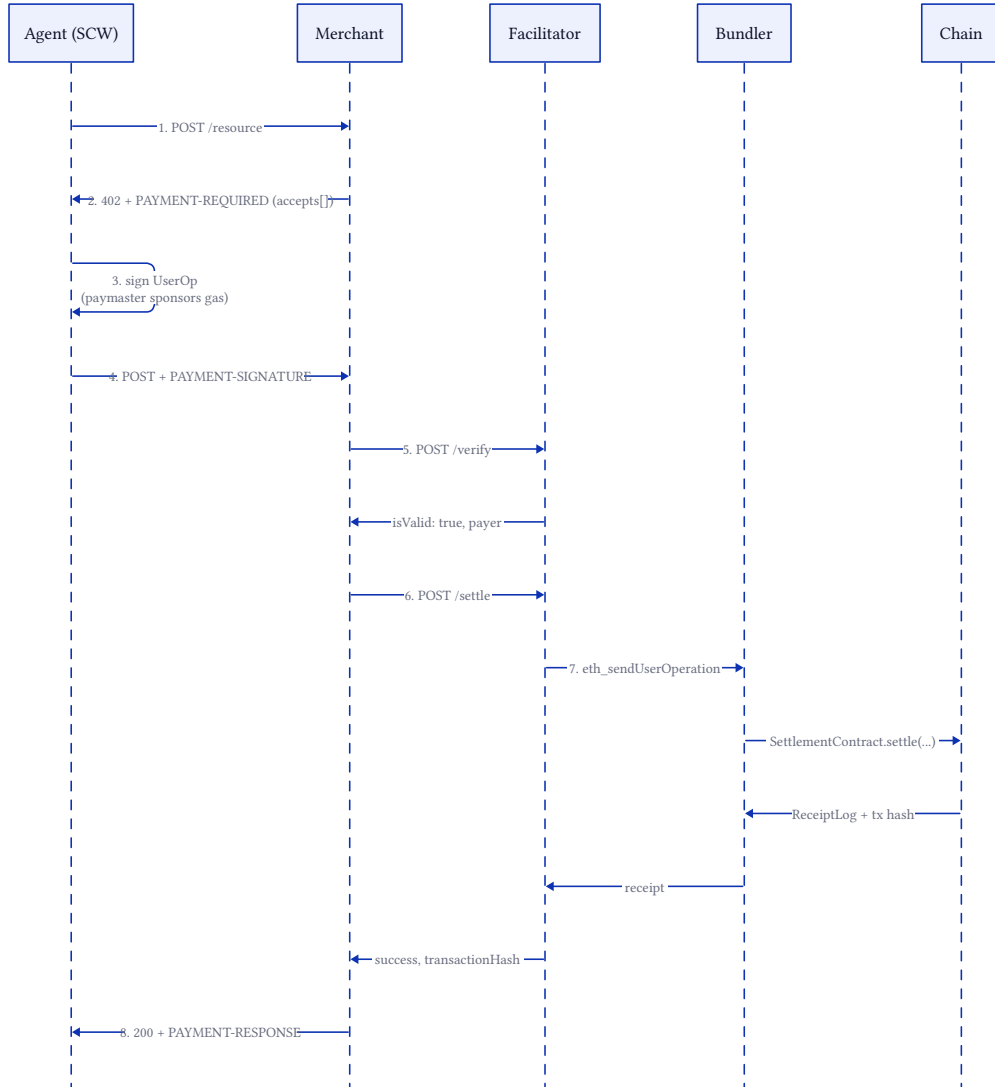 Agent (SCW)
Merchant
Facilitator
Bundler
Chain
1. POST /resource
2. 402 + PAYMENT-REQUIRED (accepts[])
3. sign UserOp
(paymaster sponsors gas)
4. POST + PAYMENT-SIGNATURE
5. POST /verify
isValid: true, payer
6. POST /settle
7. eth_sendUserOperation
SettlementContract.settle(...)
ReceiptLog + tx hash
receipt
success, transactionHash
8. 200 + PAYMENT-RESPONSE